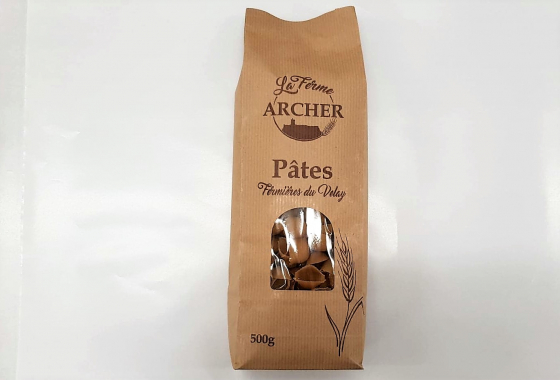 La Ferme
ARCHER
Pâtes
Fermières du Velay
500g